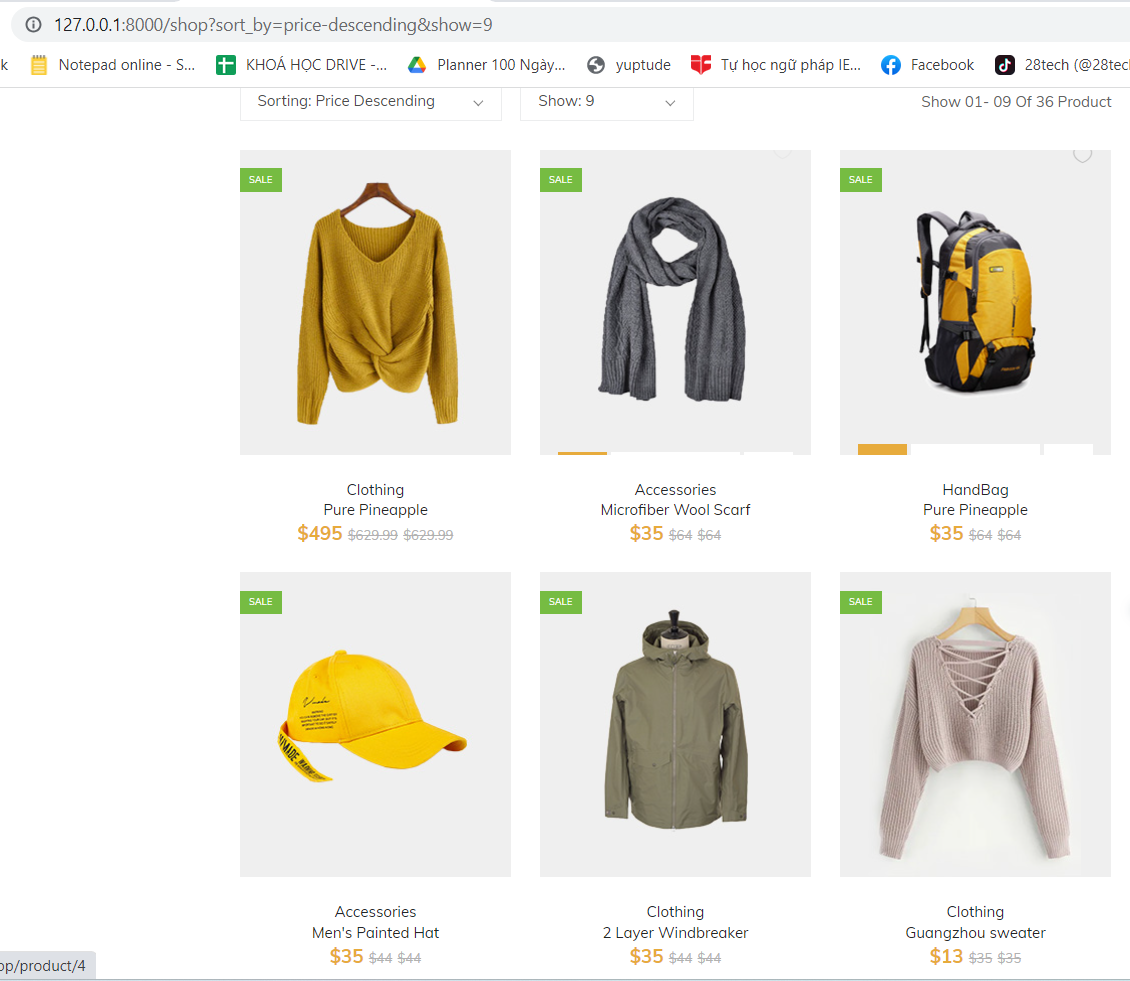 127.0.0.1:8000/shop?sort_by=price-descending&show=9
k Notepad online - S... KHOÁ HỌC DRIVE -... Planner 100 Ngày... yuptude Tự học ngữ pháp IE... Facebook 28tech (@28tech
Sorting: Price Descending Show: 9 Show 01- 09 Of 36 Product
SALE SALE SALE
Clothing Accessories HandBag
Pure Pineapple Microfiber Wool Scarf Pure Pineapple
$495 $629.99 $629.99 $35 $64 $64 $35 $64 $64
SALE SALE SALE
Accessories Clothing Clothing
Men's Painted Hat 2 Layer Windbreaker Guangzhou sweater
$35 $44 $44 $35 $44 $44 $13 $35 $35
op/product/4